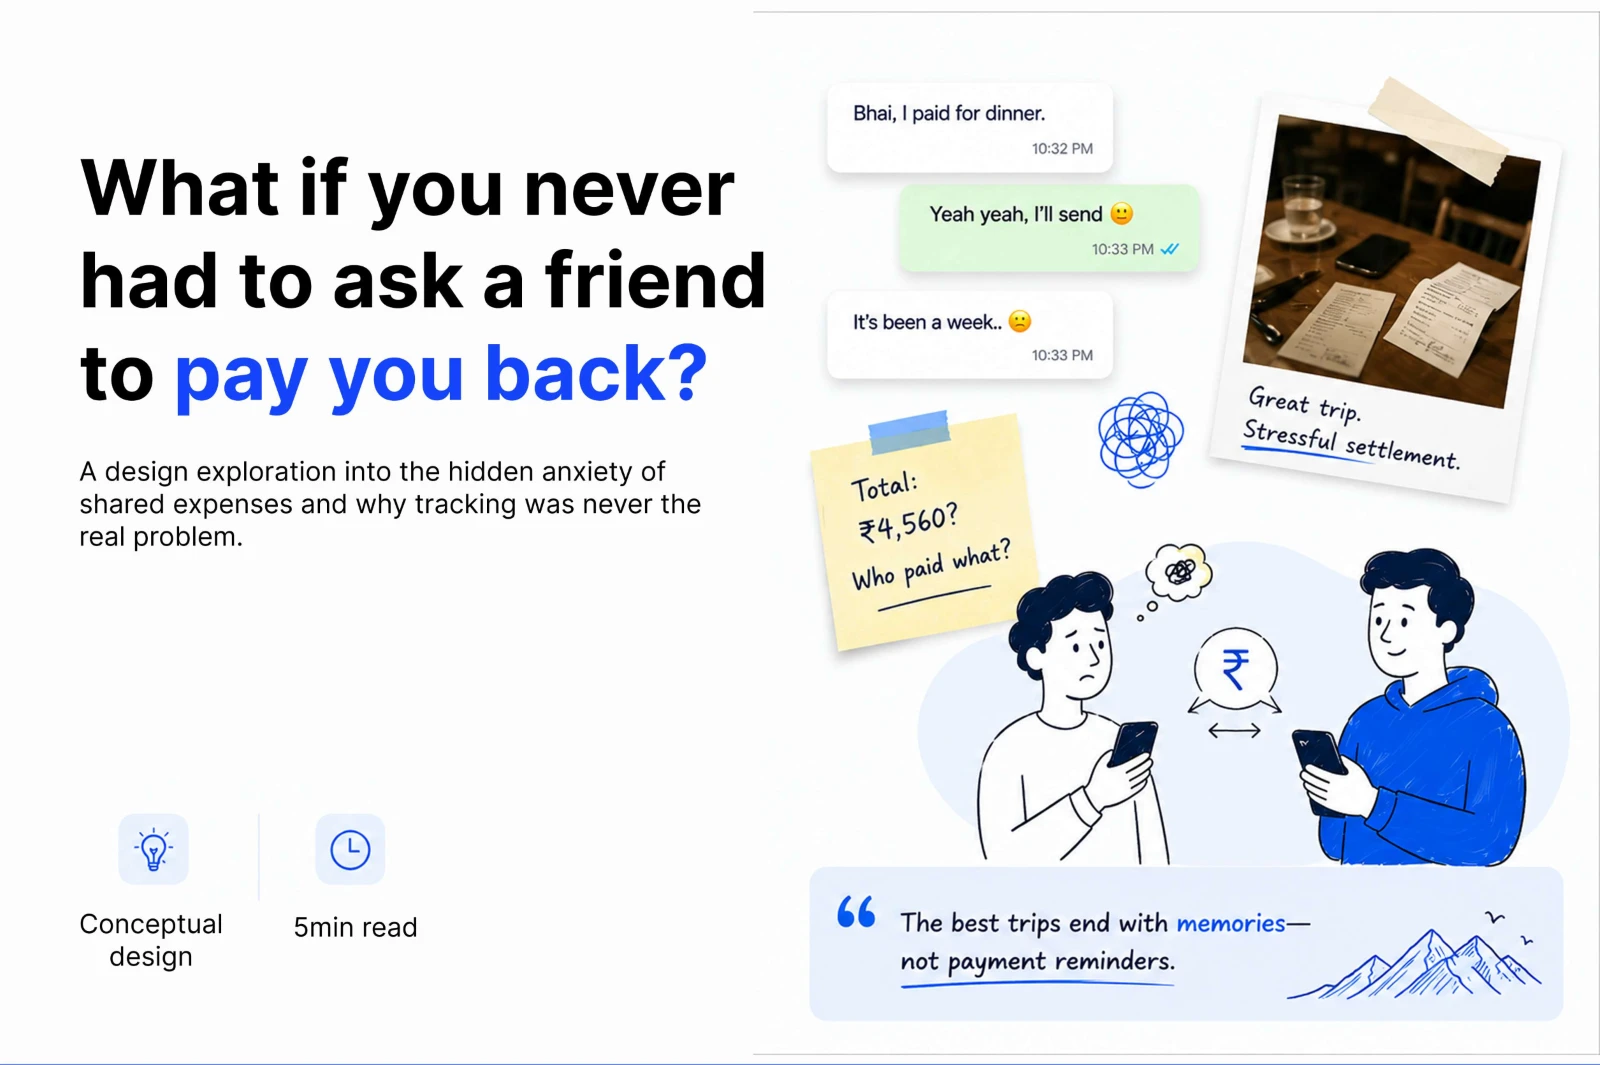 What if you never
had to ask a friend
to pay you back?
A design exploration into the hidden anxiety of
shared expenses and why tracking was never the
real problem.
Conceptual
design
5min read
Bhai, I paid for dinner.
10:32 PM
Yeah yeah, I'll send 😐
10:33 PM
It's been a week.. 🙁
10:33 PM
Great trip.
Stressful settlement.
Total:
₹4,560?
Who paid what?
₹
“ The best trips end with memories—
not payment reminders.